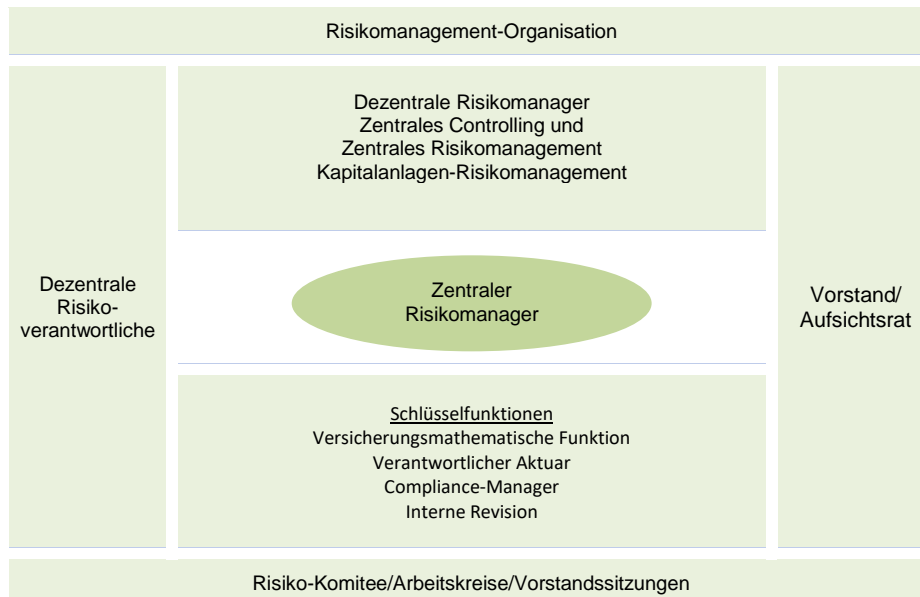 Risikomanagement-Organisation
Dezentrale Risikomanager
Zentrales Controlling und
Zentrales Risikomanagement
Kapitalanlagen-Risikomanagement
Dezentrale
Risiko-
verantwortliche
Zentraler
Risikomanager
Vorstand/
Aufsichtsrat
Schlüsselfunktionen
Versicherungsmathematische Funktion
Verantwortlicher Aktuar
Compliance-Manager
Interne Revision
Risiko-Komitee/Arbeitskreise/Vorstandssitzungen